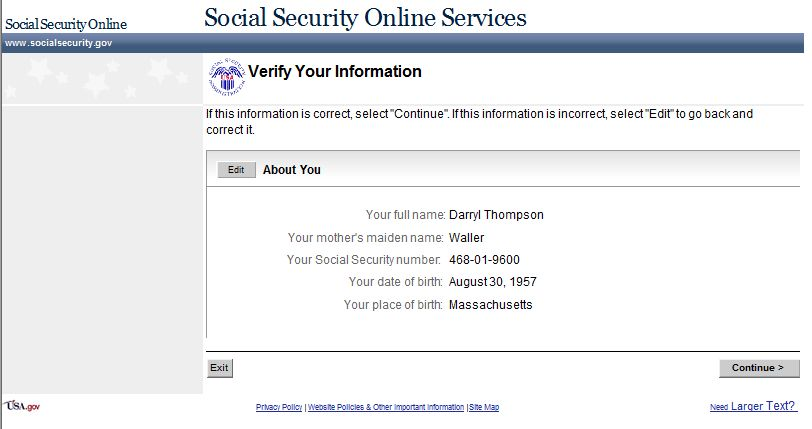 Social Security Online
Social Security Online Services
www.socialsecurity.gov
SOCIAL SECURITY
USA
ADMINISTRATION
Verify Your Information
If this information is correct, select "Continue". If this information is incorrect, select "Edit" to go back and
correct it.
Edit About You
Your full name: Darryl Thompson
Your mother's maiden name: Waller
Your Social Security number: 468-01-9600
Your date of birth: August 30, 1957
Your place of birth: Massachusetts
Exit Continue >
USA.gov Privacy Policy | Website Policies & Other Important Information | Site Map Need Larger Text?